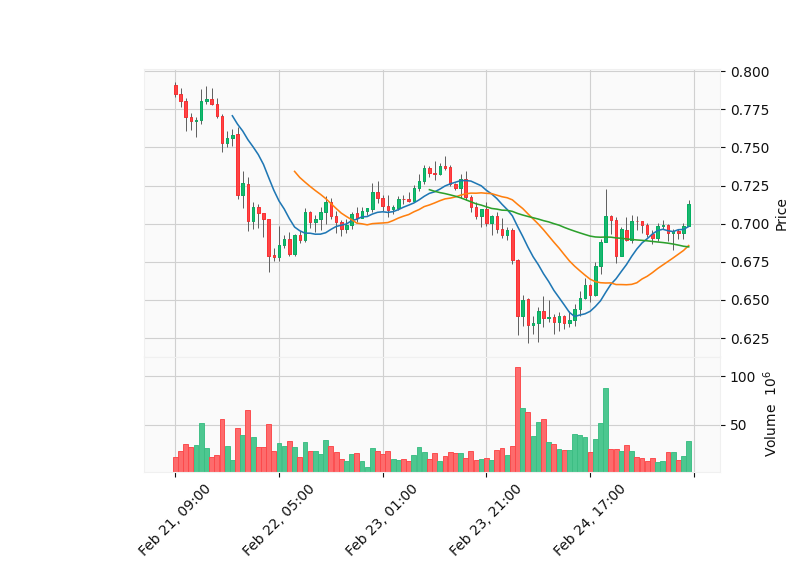 0.800
0.775
0.750
0.725
0.700
0.675
0.650
0.625
Price
100
50
Volume 10^6
Feb 21, 09:00
Feb 22, 05:00
Feb 23, 01:00
Feb 23, 21:00
Feb 24, 17:00